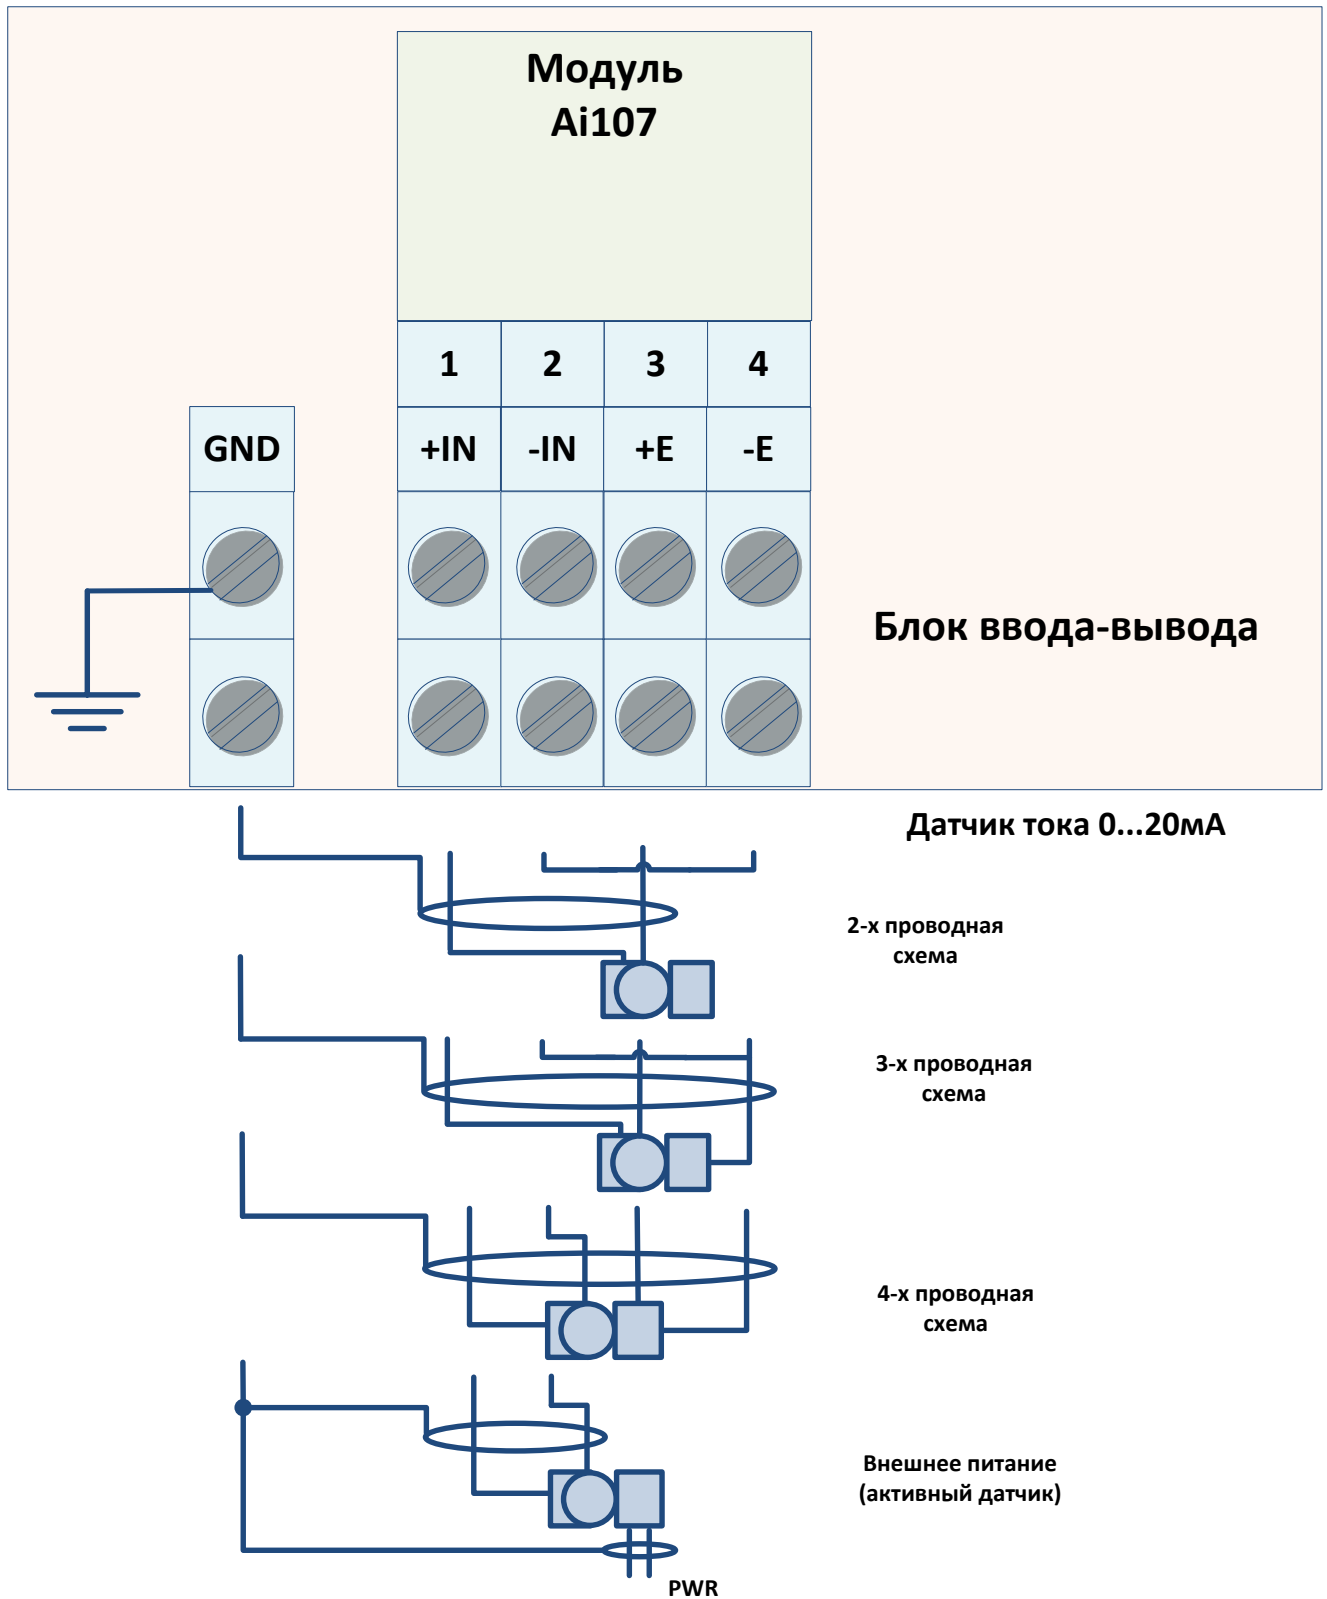 Модуль
Ai107
1 2 3 4
GND +IN -IN +E -E
Блок ввода-вывода
Датчик тока 0...20мА
2-х проводная
схема
3-х проводная
схема
4-х проводная
схема
Внешнее питание
(активный датчик)
PWR